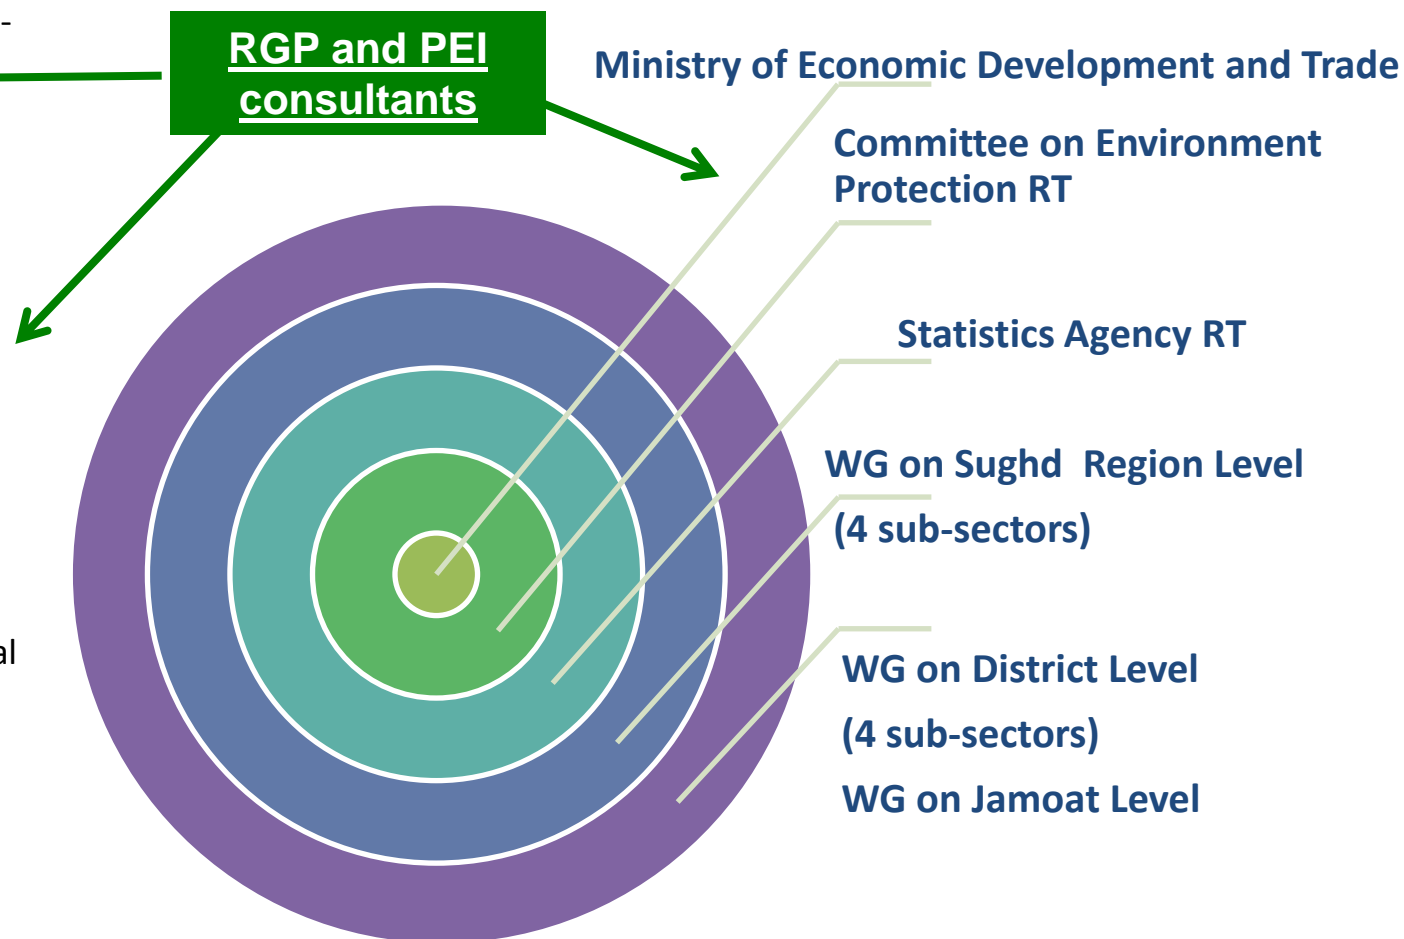 -
RGP and PEI
consultants
Ministry of Economic Development and Trade
Committee on Environment
Protection RT
Statistics Agency RT
WG on Sughd  Region Level
(4 sub-sectors)
al
WG on District Level
(4 sub-sectors)
WG on Jamoat Level